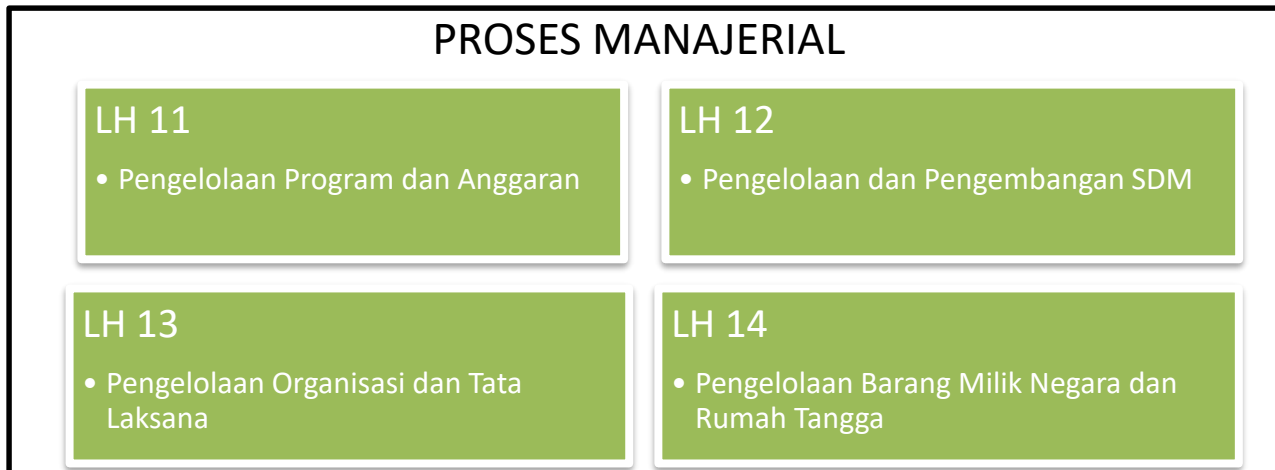 PROSES MANAJERIAL
LH 11
• Pengelolaan Program dan Anggaran
LH 12
• Pengelolaan dan Pengembangan SDM
LH 13
• Pengelolaan Organisasi dan Tata
Laksana
LH 14
• Pengelolaan Barang Milik Negara dan
Rumah Tangga